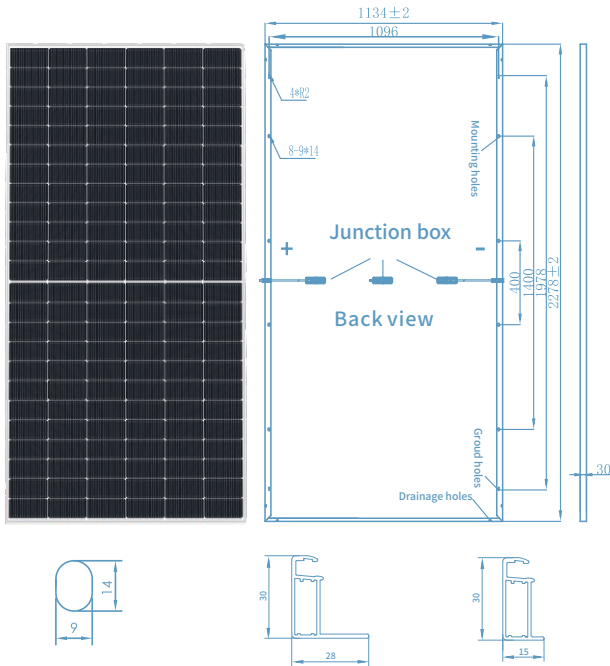 1134±2
1096
4*R2
8-9*14
Mounting holes
Junction box
+
-
400
1400
1978
2278±2
Back view
Groud holes
Drainage holes
30
14
9
30
28
30
15